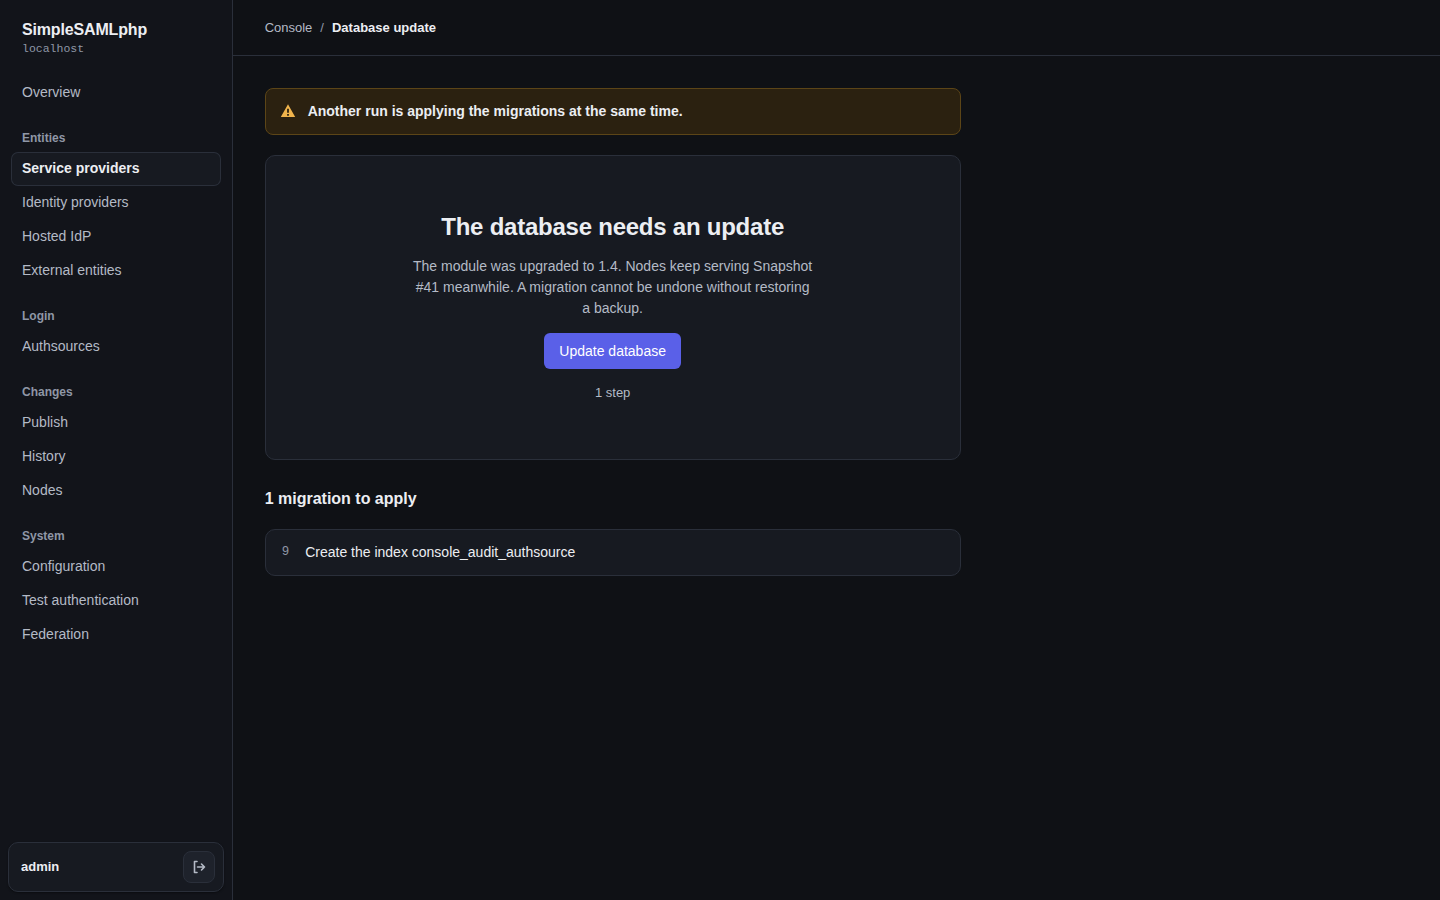 SimpleSAMLphp
localhost
Overview
Entities
Service providers
Identity providers
Hosted IdP
External entities
Login
Authsources
Changes
Publish
History
Nodes
System
Configuration
Test authentication
Federation
admin
Console / Database update
Another run is applying the migrations at the same time.
The database needs an update
The module was upgraded to 1.4. Nodes keep serving Snapshot
#41 meanwhile. A migration cannot be undone without restoring
a backup.
Update database
1 step
1 migration to apply
9 Create the index console_audit_authsource